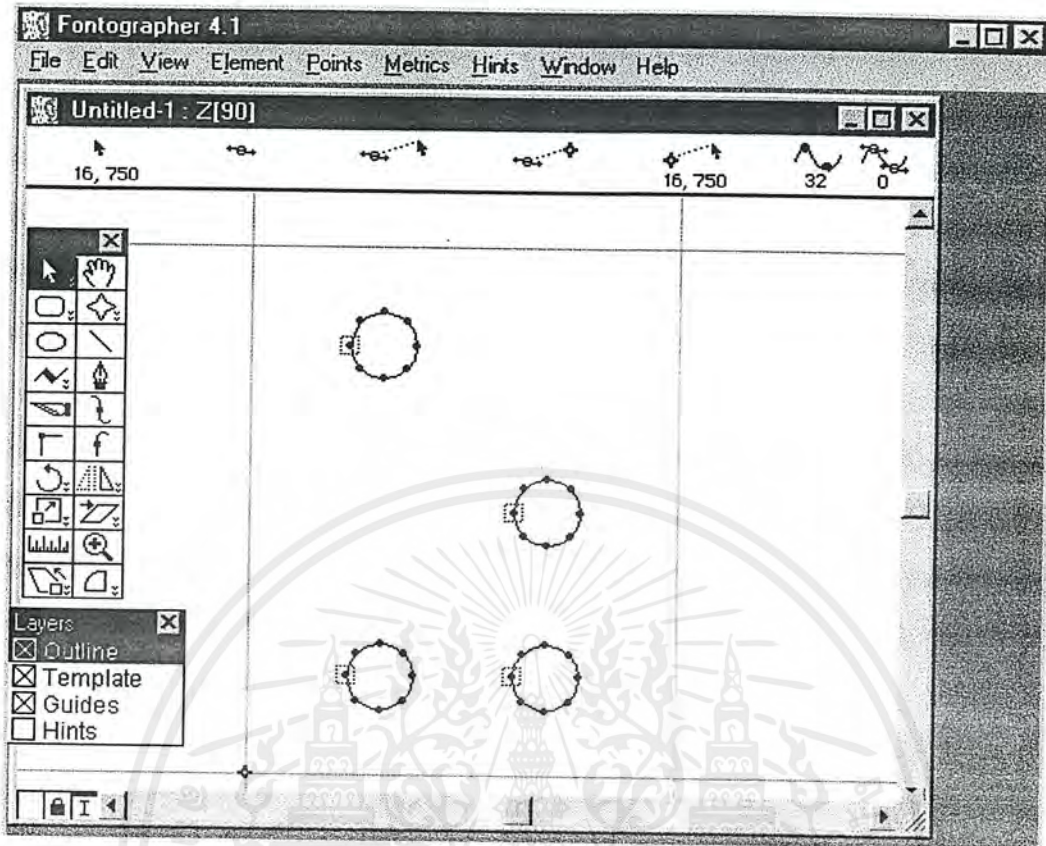 Fontographer 4.1
File Edit View Element Points Metrics Hints Window Help
Untitled-1 : Z[90]
16, 750
16, 750
32
0
Layers
Outline
Template
Guides
Hints